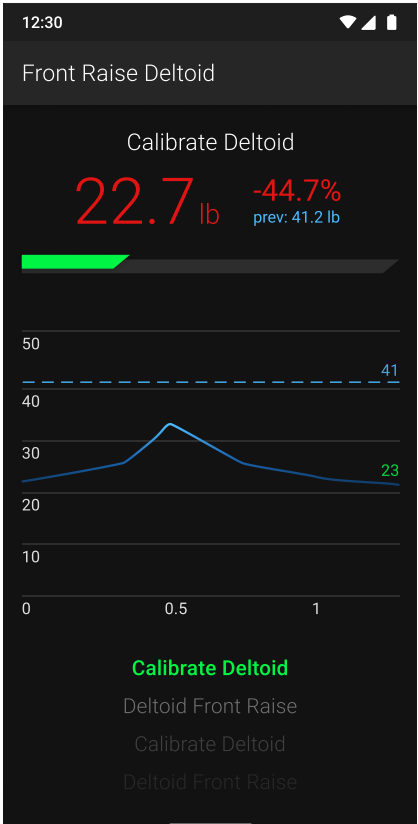 12:30
Front Raise Deltoid
Calibrate Deltoid
22.7 lb
-44.7%
prev: 41.2 lb
50
41
40
30
23
20
10
0 0.5 1
Calibrate Deltoid
Deltoid Front Raise
Calibrate Deltoid
Deltoid Front Raise